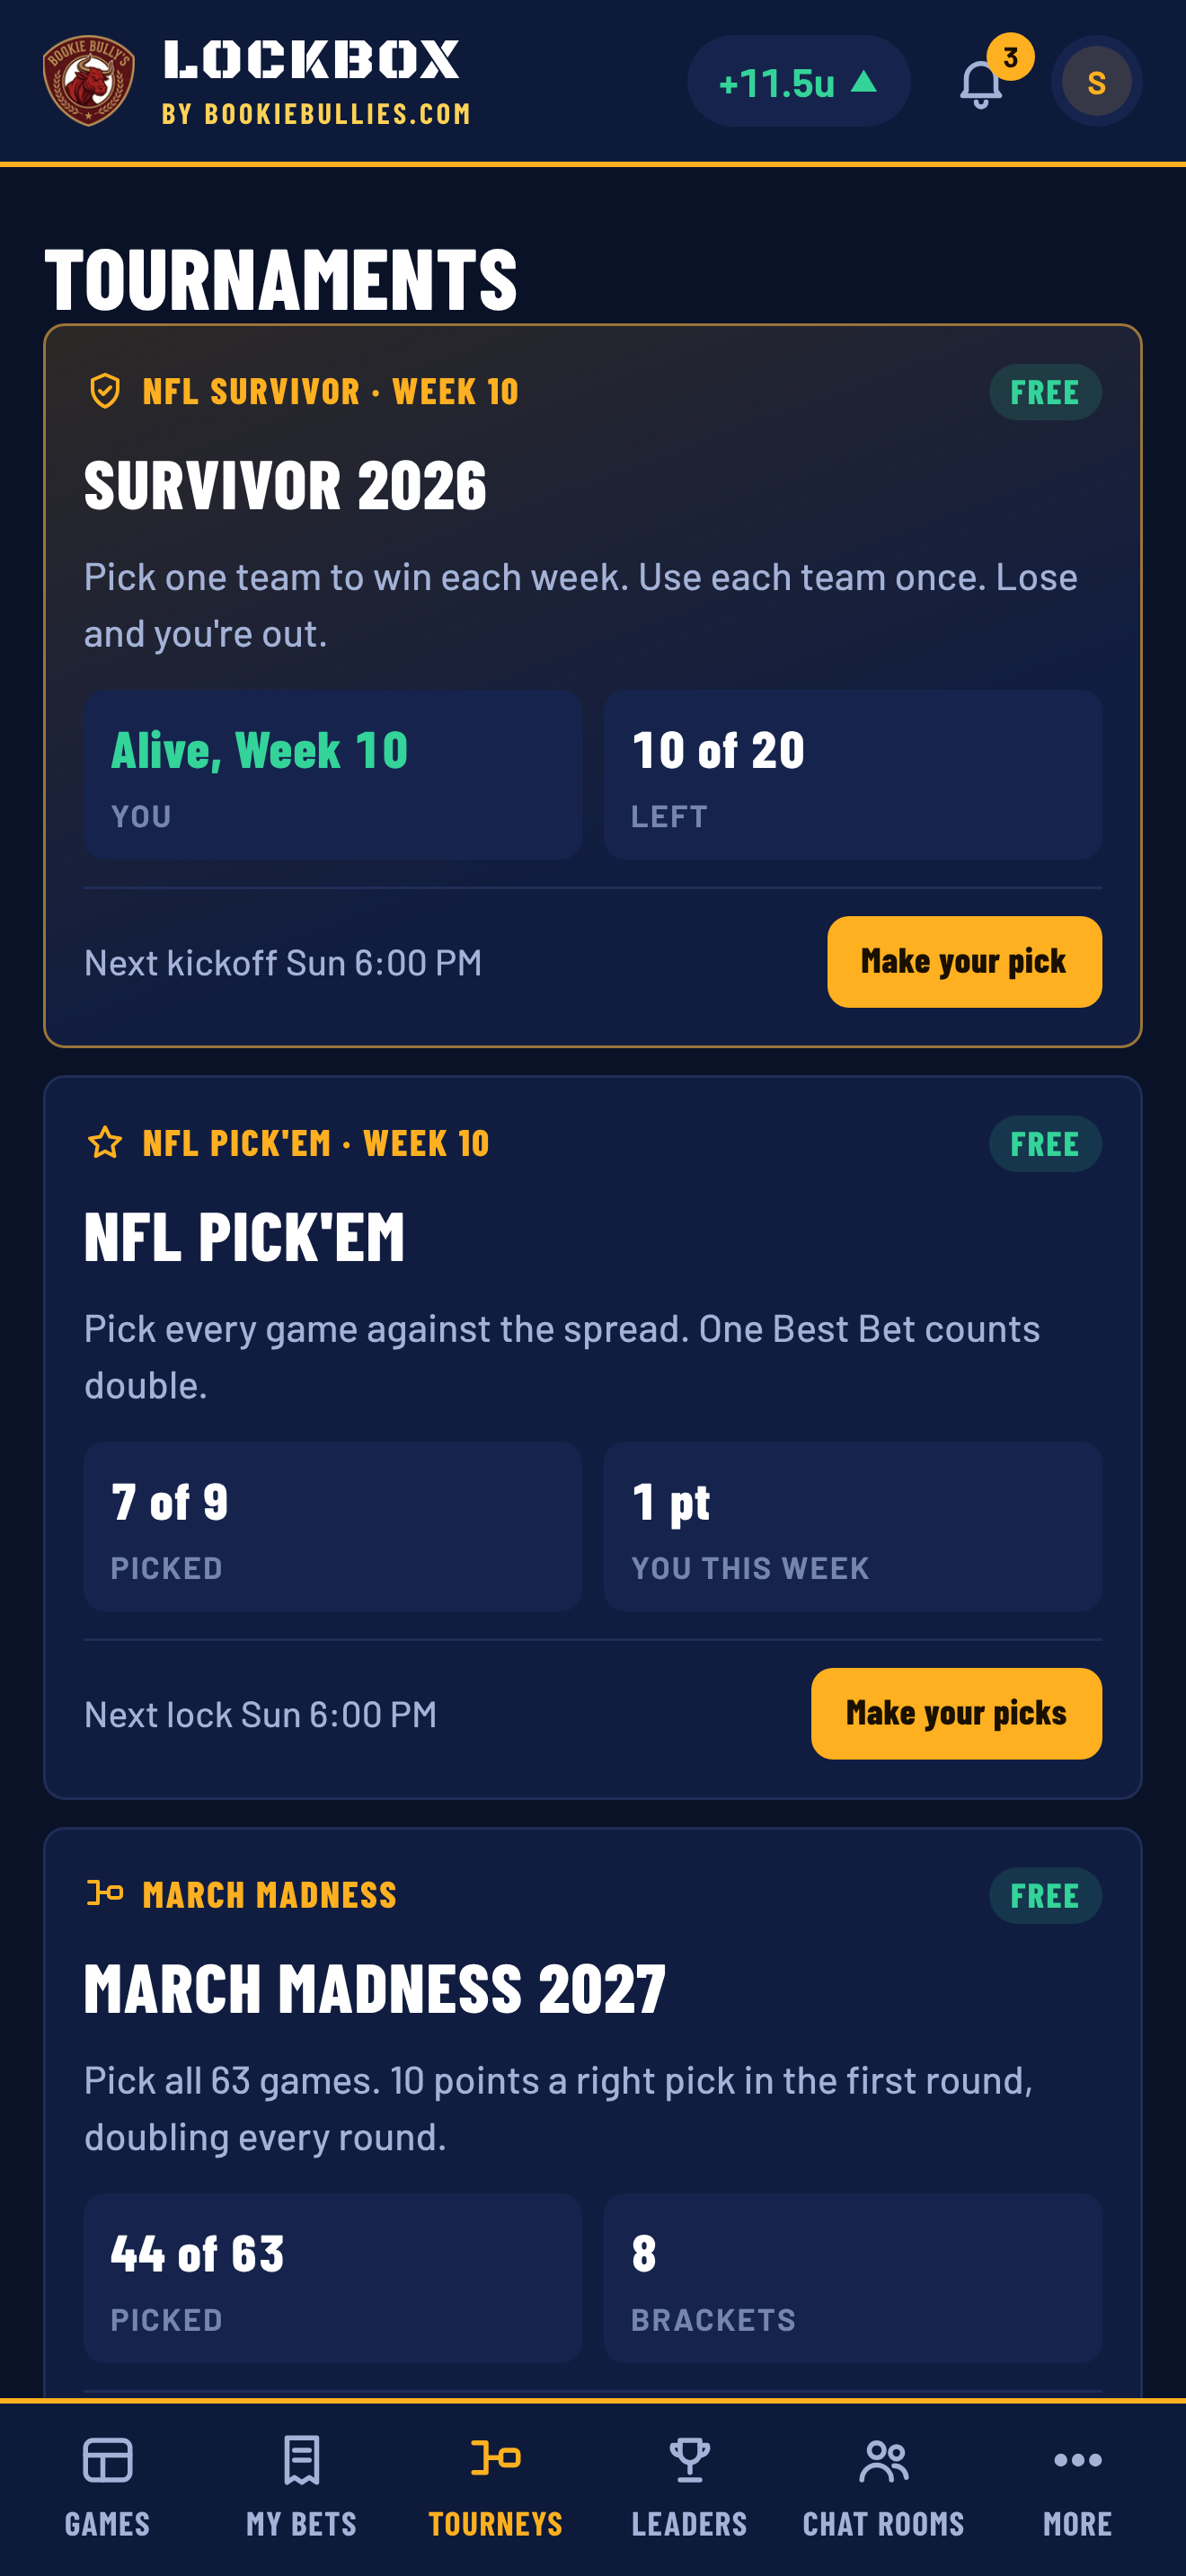 BOOKIE BULLY'S
LOCKBOX
BY BOOKIEBULLIES.COM
+11.5u ▲
3
S
TOURNAMENTS
NFL SURVIVOR · WEEK 10
FREE
SURVIVOR 2026
Pick one team to win each week. Use each team once. Lose
and you're out.
Alive, Week 10
YOU
10 of 20
LEFT
Next kickoff Sun 6:00 PM
Make your pick
NFL PICK'EM · WEEK 10
FREE
NFL PICK'EM
Pick every game against the spread. One Best Bet counts
double.
7 of 9
PICKED
1 pt
YOU THIS WEEK
Next lock Sun 6:00 PM
Make your picks
MARCH MADNESS
FREE
MARCH MADNESS 2027
Pick all 63 games. 10 points a right pick in the first round,
doubling every round.
44 of 63
PICKED
8
BRACKETS
GAMES
MY BETS
TOURNEYS
LEADERS
CHAT ROOMS
MORE